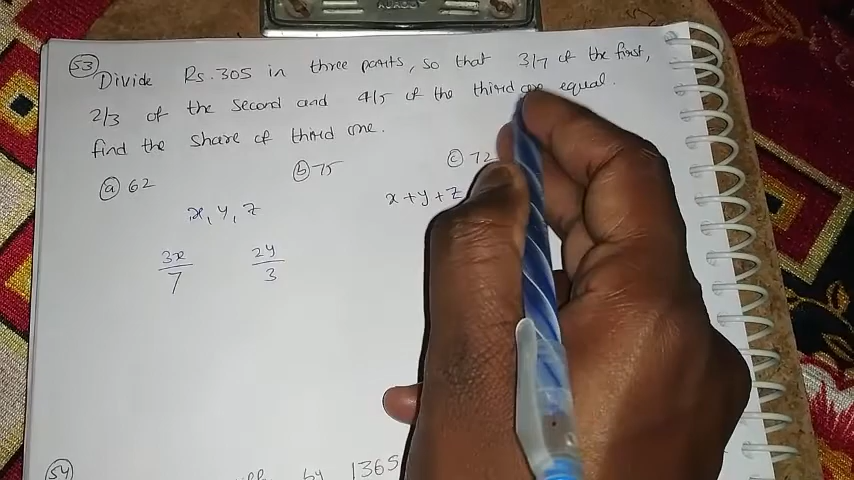 53 Divide Rs.305 in three parts, so that 3/7 of the first,
2/3 of the second and 4/5 of the third are equal.
find the share of third one.
a 62 b 75 c 72
x, y, z x+y+z
3x/7 2y/3
54 by 1365